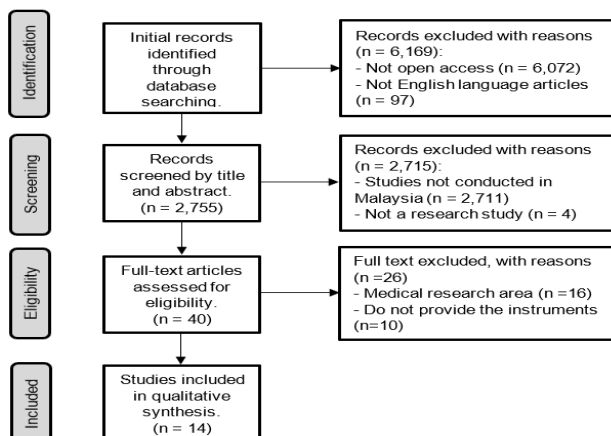 Identification
Initial records
identified
through
database
searching.
Records excluded with reasons
(n = 6,169):
- Not open access (n = 6,072)
- Not English language articles
(n = 97)
Screening
Records
screened by title
and abstract.
(n = 2,755)
Records excluded with reasons
(n = 2,715):
- Studies not conducted in
Malaysia (n = 2,711)
- Not a research study (n = 4)
Eligibility
Full-text articles
assessed for
eligibility.
(n = 40)
Full text excluded, with reasons
(n =26)
- Medical research area (n =16)
- Do not provide the instruments
(n=10)
Included
Studies included
in qualitative
synthesis.
(n = 14)